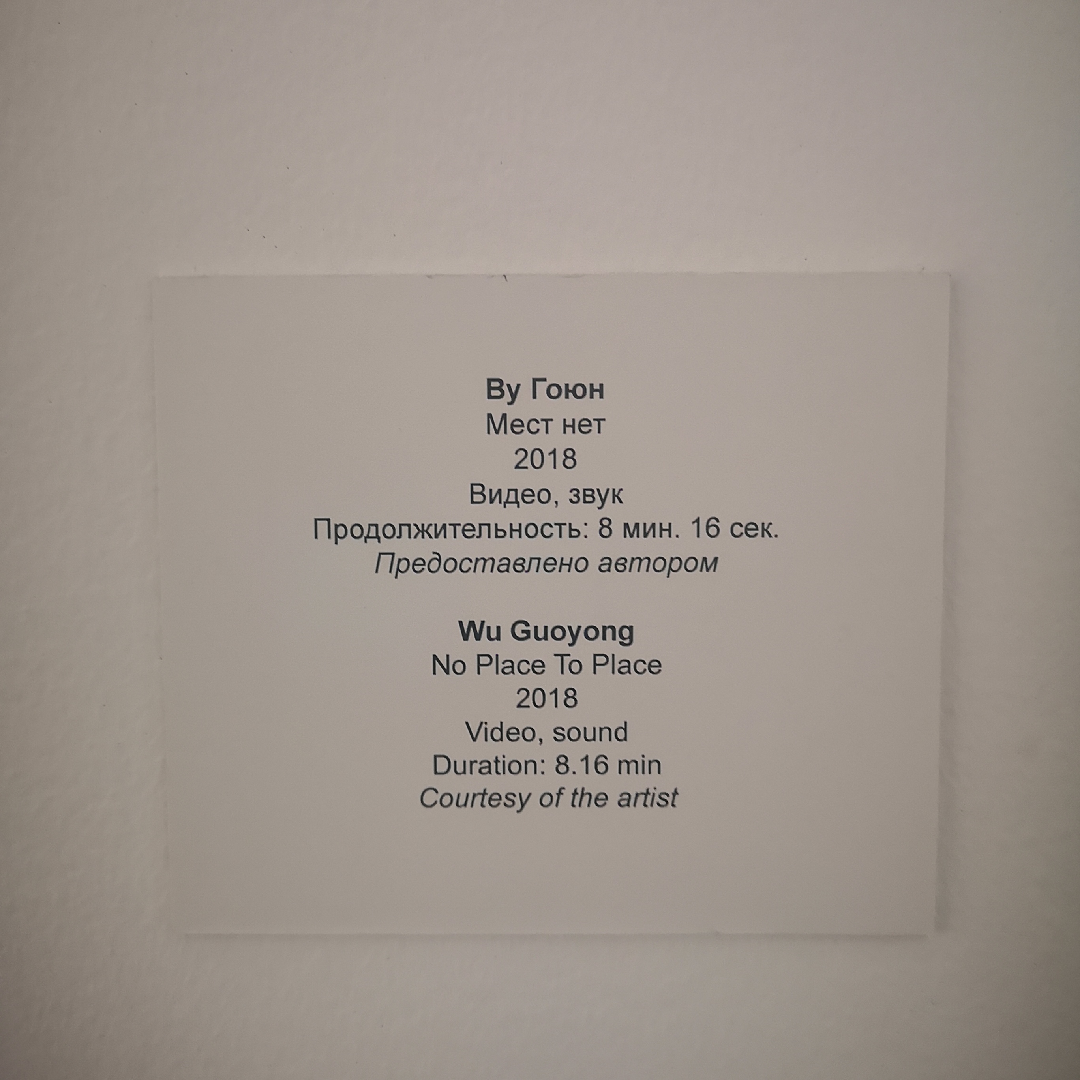 Ву Гоюн
Мест нет
2018
Видео, звук
Продолжительность: 8 мин. 16 сек.
Предоставлено автором
Wu Guoyong
No Place To Place
2018
Video, sound
Duration: 8.16 min
Courtesy of the artist